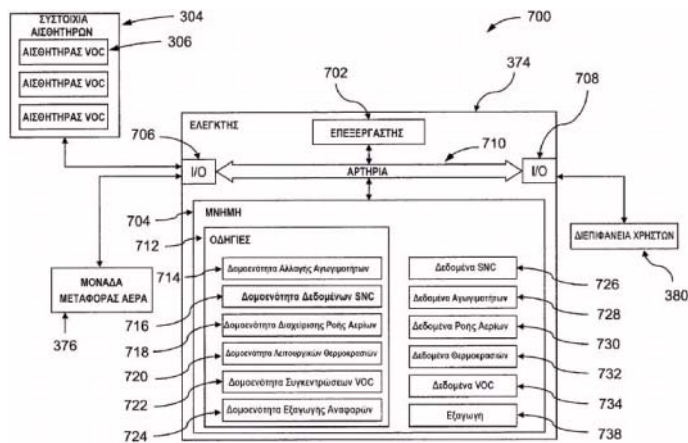 ΣΥΣΤΟΙΧΙΑ
ΑΙΣΘΗΤΗΡΩΝ
304
ΑΙΣΘΗΤΗΡΑΣ VOC
306
ΑΙΣΘΗΤΗΡΑΣ VOC
ΑΙΣΘΗΤΗΡΑΣ VOC
700
702
374
ΕΛΕΓΚΤΗΣ
ΕΠΕΞΕΡΓΑΣΤΗΣ
708
706
710
I/O
ΑΡΤΗΡΙΑ
I/O
704
ΜΝΗΜΗ
712
ΟΔΗΓΙΕΣ
ΔΙΕΠΙΦΑΝΕΙΑ ΧΡΗΣΤΩΝ
380
ΜΟΝΑΔΑ
ΜΕΤΑΦΟΡΑΣ ΑΕΡΑ
376
714
Δομοενότητα Αλλαγής Αγωγιμοτήτων
Δεδομένα SNC
726
716
Δομοενότητα Δεδομένων SNC
Δεδομένα Αγωγιμοτήτων
728
718
Δομοενότητα Διαχείρισης Ροής Αερίων
Δεδομένα Ροής Αερίων
730
720
Δομοενότητα Λειτουργικών Θερμοκρασιών
Δεδομένα Θερμοκρασιών
732
722
Δομοενότητα Συγκεντρώσεων VOC
Δεδομένα VOC
734
724
Δομοενότητα Εξαγωγής Αναφορών
Εξαγωγή
738